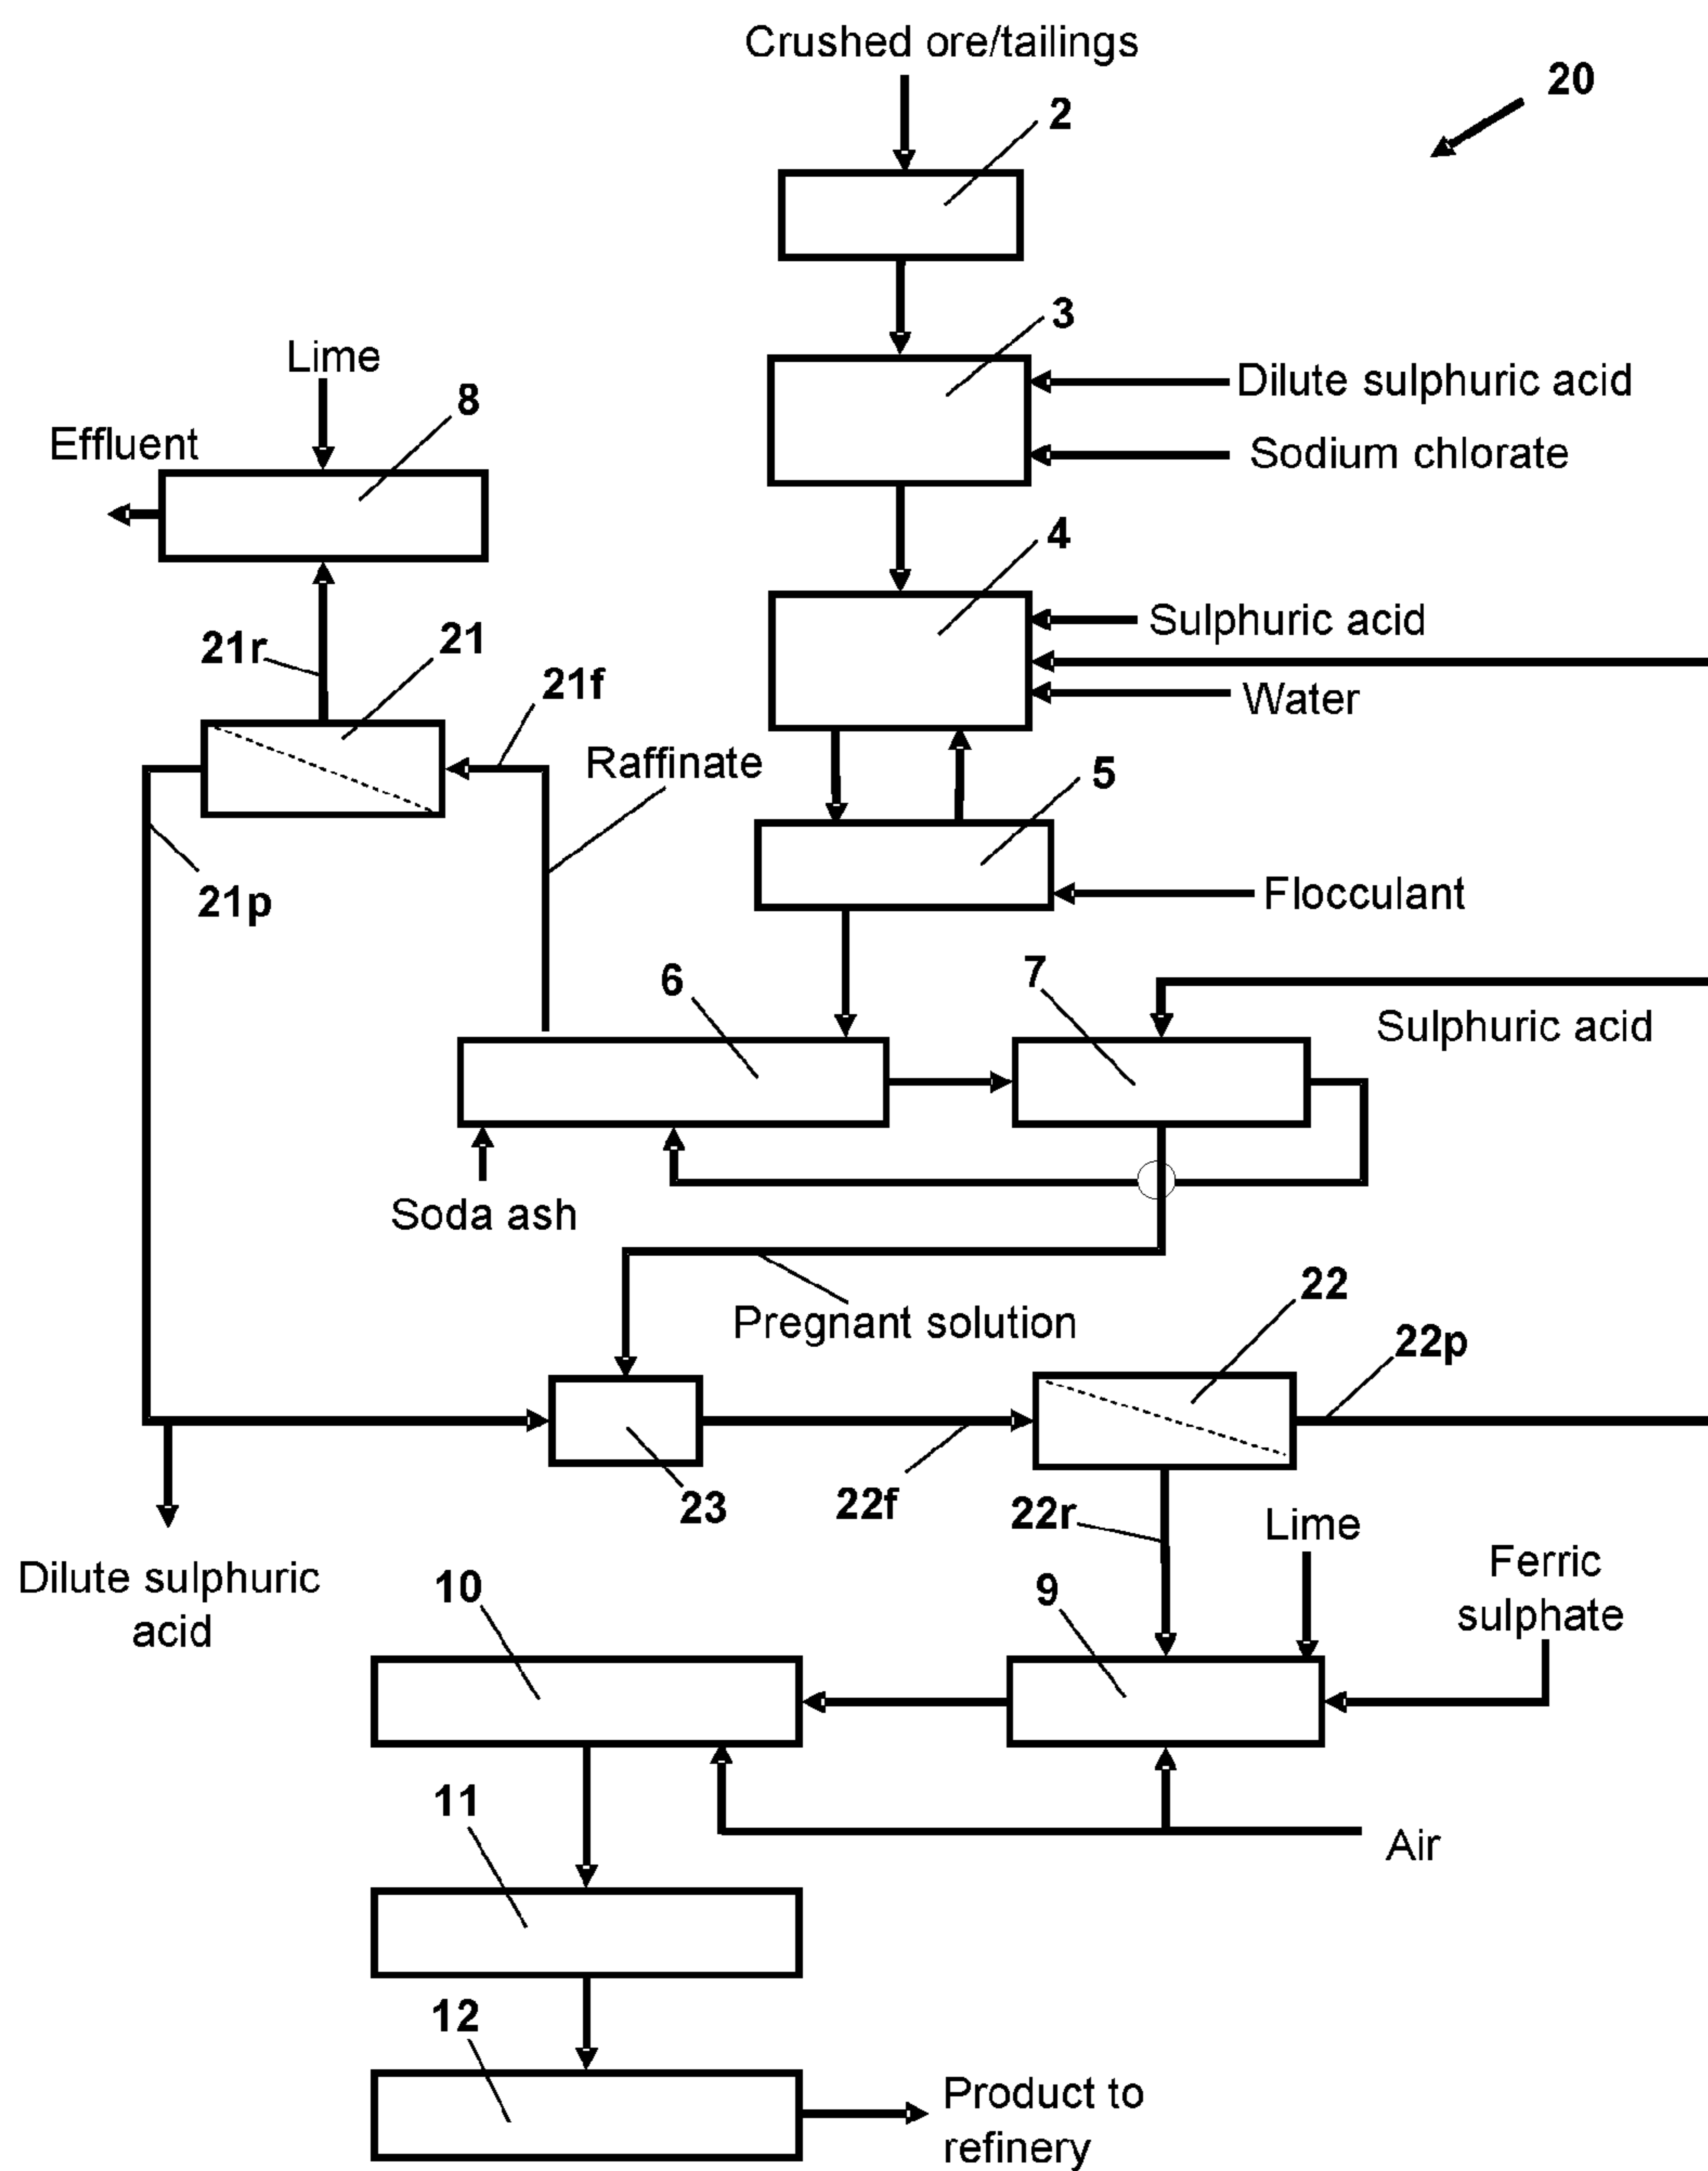 Crushed ore/tailings
20
2
3
Lime
Dilute sulphuric acid
8
Effluent
Sodium chlorate
4
Sulphuric acid
21r
21
21f
Water
Raffinate
5
21p
Flocculant
6
7
Sulphuric acid
Soda ash
22
Pregnant solution
22p
23
22f
22r
Lime
Dilute sulphuric
acid
10
9
Ferric
sulphate
11
Air
12
Product to
refinery